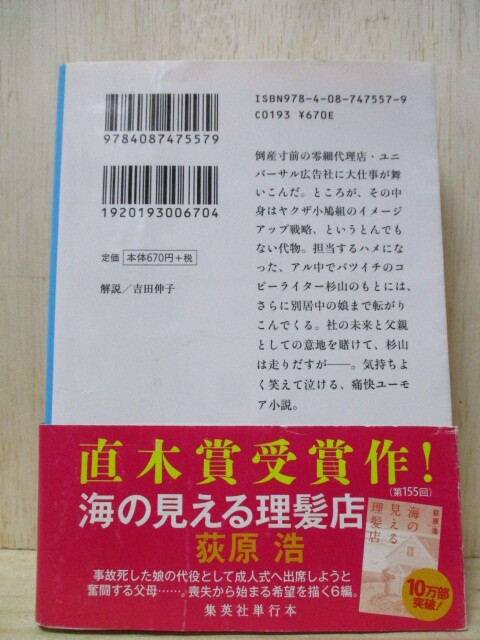 ISBN978-4-08-747557-9
C0193 ¥670E
9784087475579
1920193006704
定価 本体670円+税
解説/吉田伸子
倒産寸前の零細代理店・ユニ
バーサル広告社に大仕事が舞
いこんだ。ところが、その中
身はヤクザ小鳩組のイメージ
アップ戦略、というとんでも
ない代物。担当するハメにな
った、アル中でバツイチのコ
ピーライター杉山のもとには、
さらに別居中の娘まで転がり
こんでくる。社の未来と父親
としての意地を賭けて、杉山
は走りだすが――。気持ちよ
く笑えて泣ける、痛快ユーモ
ア小説。
直木賞受賞作!
(第155回)
海の見える理髪店
荻原 浩
荻原 浩
海の
見える
理髪店
10万部
突破!
事故死した娘の代役として成人式へ出席しようと
奮闘する父母……。喪失から始まる希望を描く6編。
集英社単行本